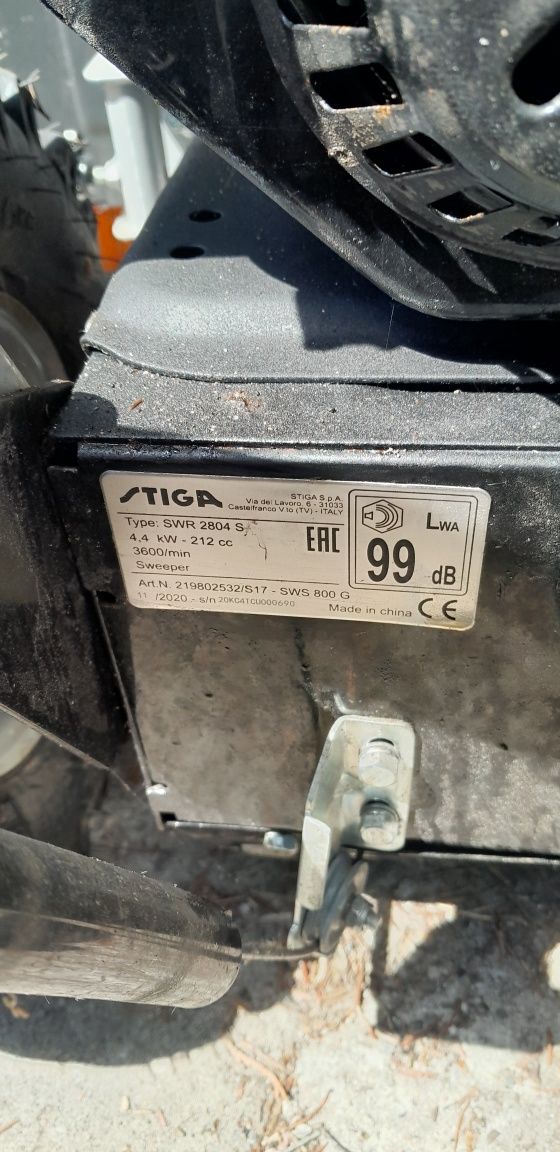 STIGA
STIGA S.p.A.
Via del Lavoro, 6 - 31033
Castelfranco V.to (TV) - ITALY
Type: SWR 2804 S
4,4 kW - 212 cc
3600/min
Sweeper
EAC
LWA
99 dB
Art.N. 219802532/S17 - SWS 800 G
11 /2020 - s/n 20KC4TCU000690
Made in china CE